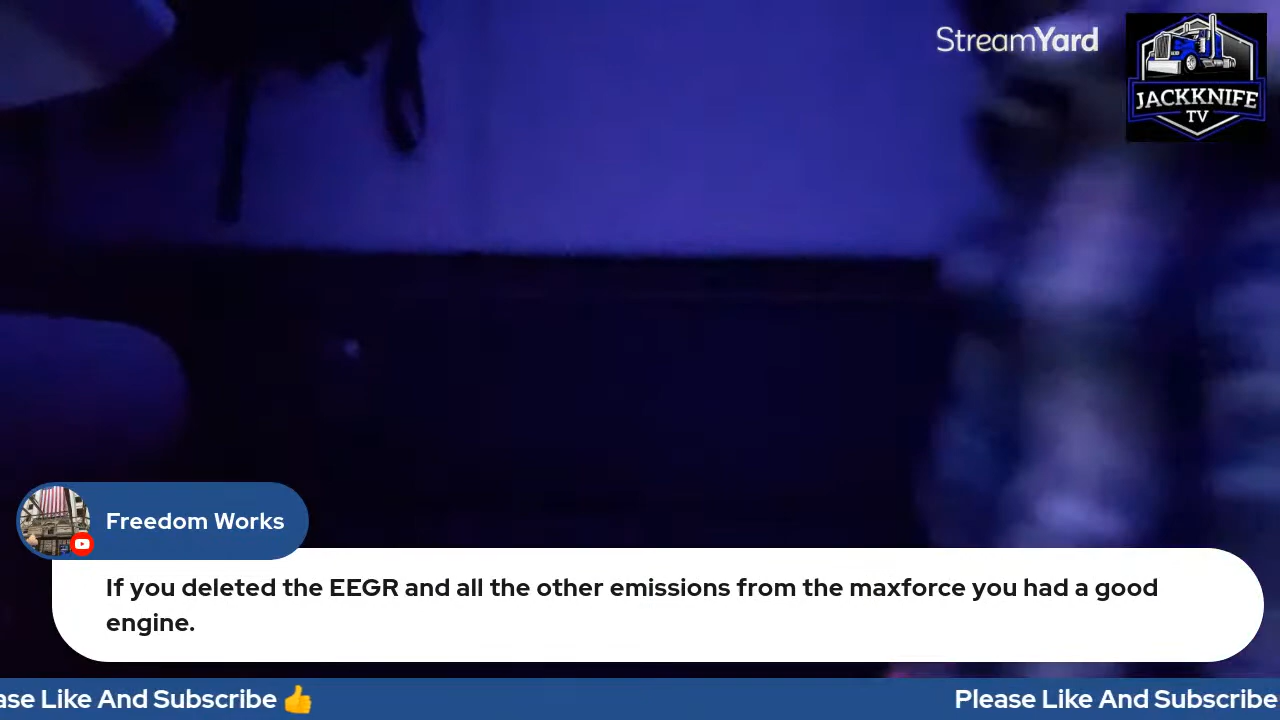 StreamYard
JACKKNIFE
TV
Freedom Works
If you deleted the EEGR and all the other emissions from the maxforce you had a good
engine.
ase Like And Subscribe 👍
Please Like And Subscribe